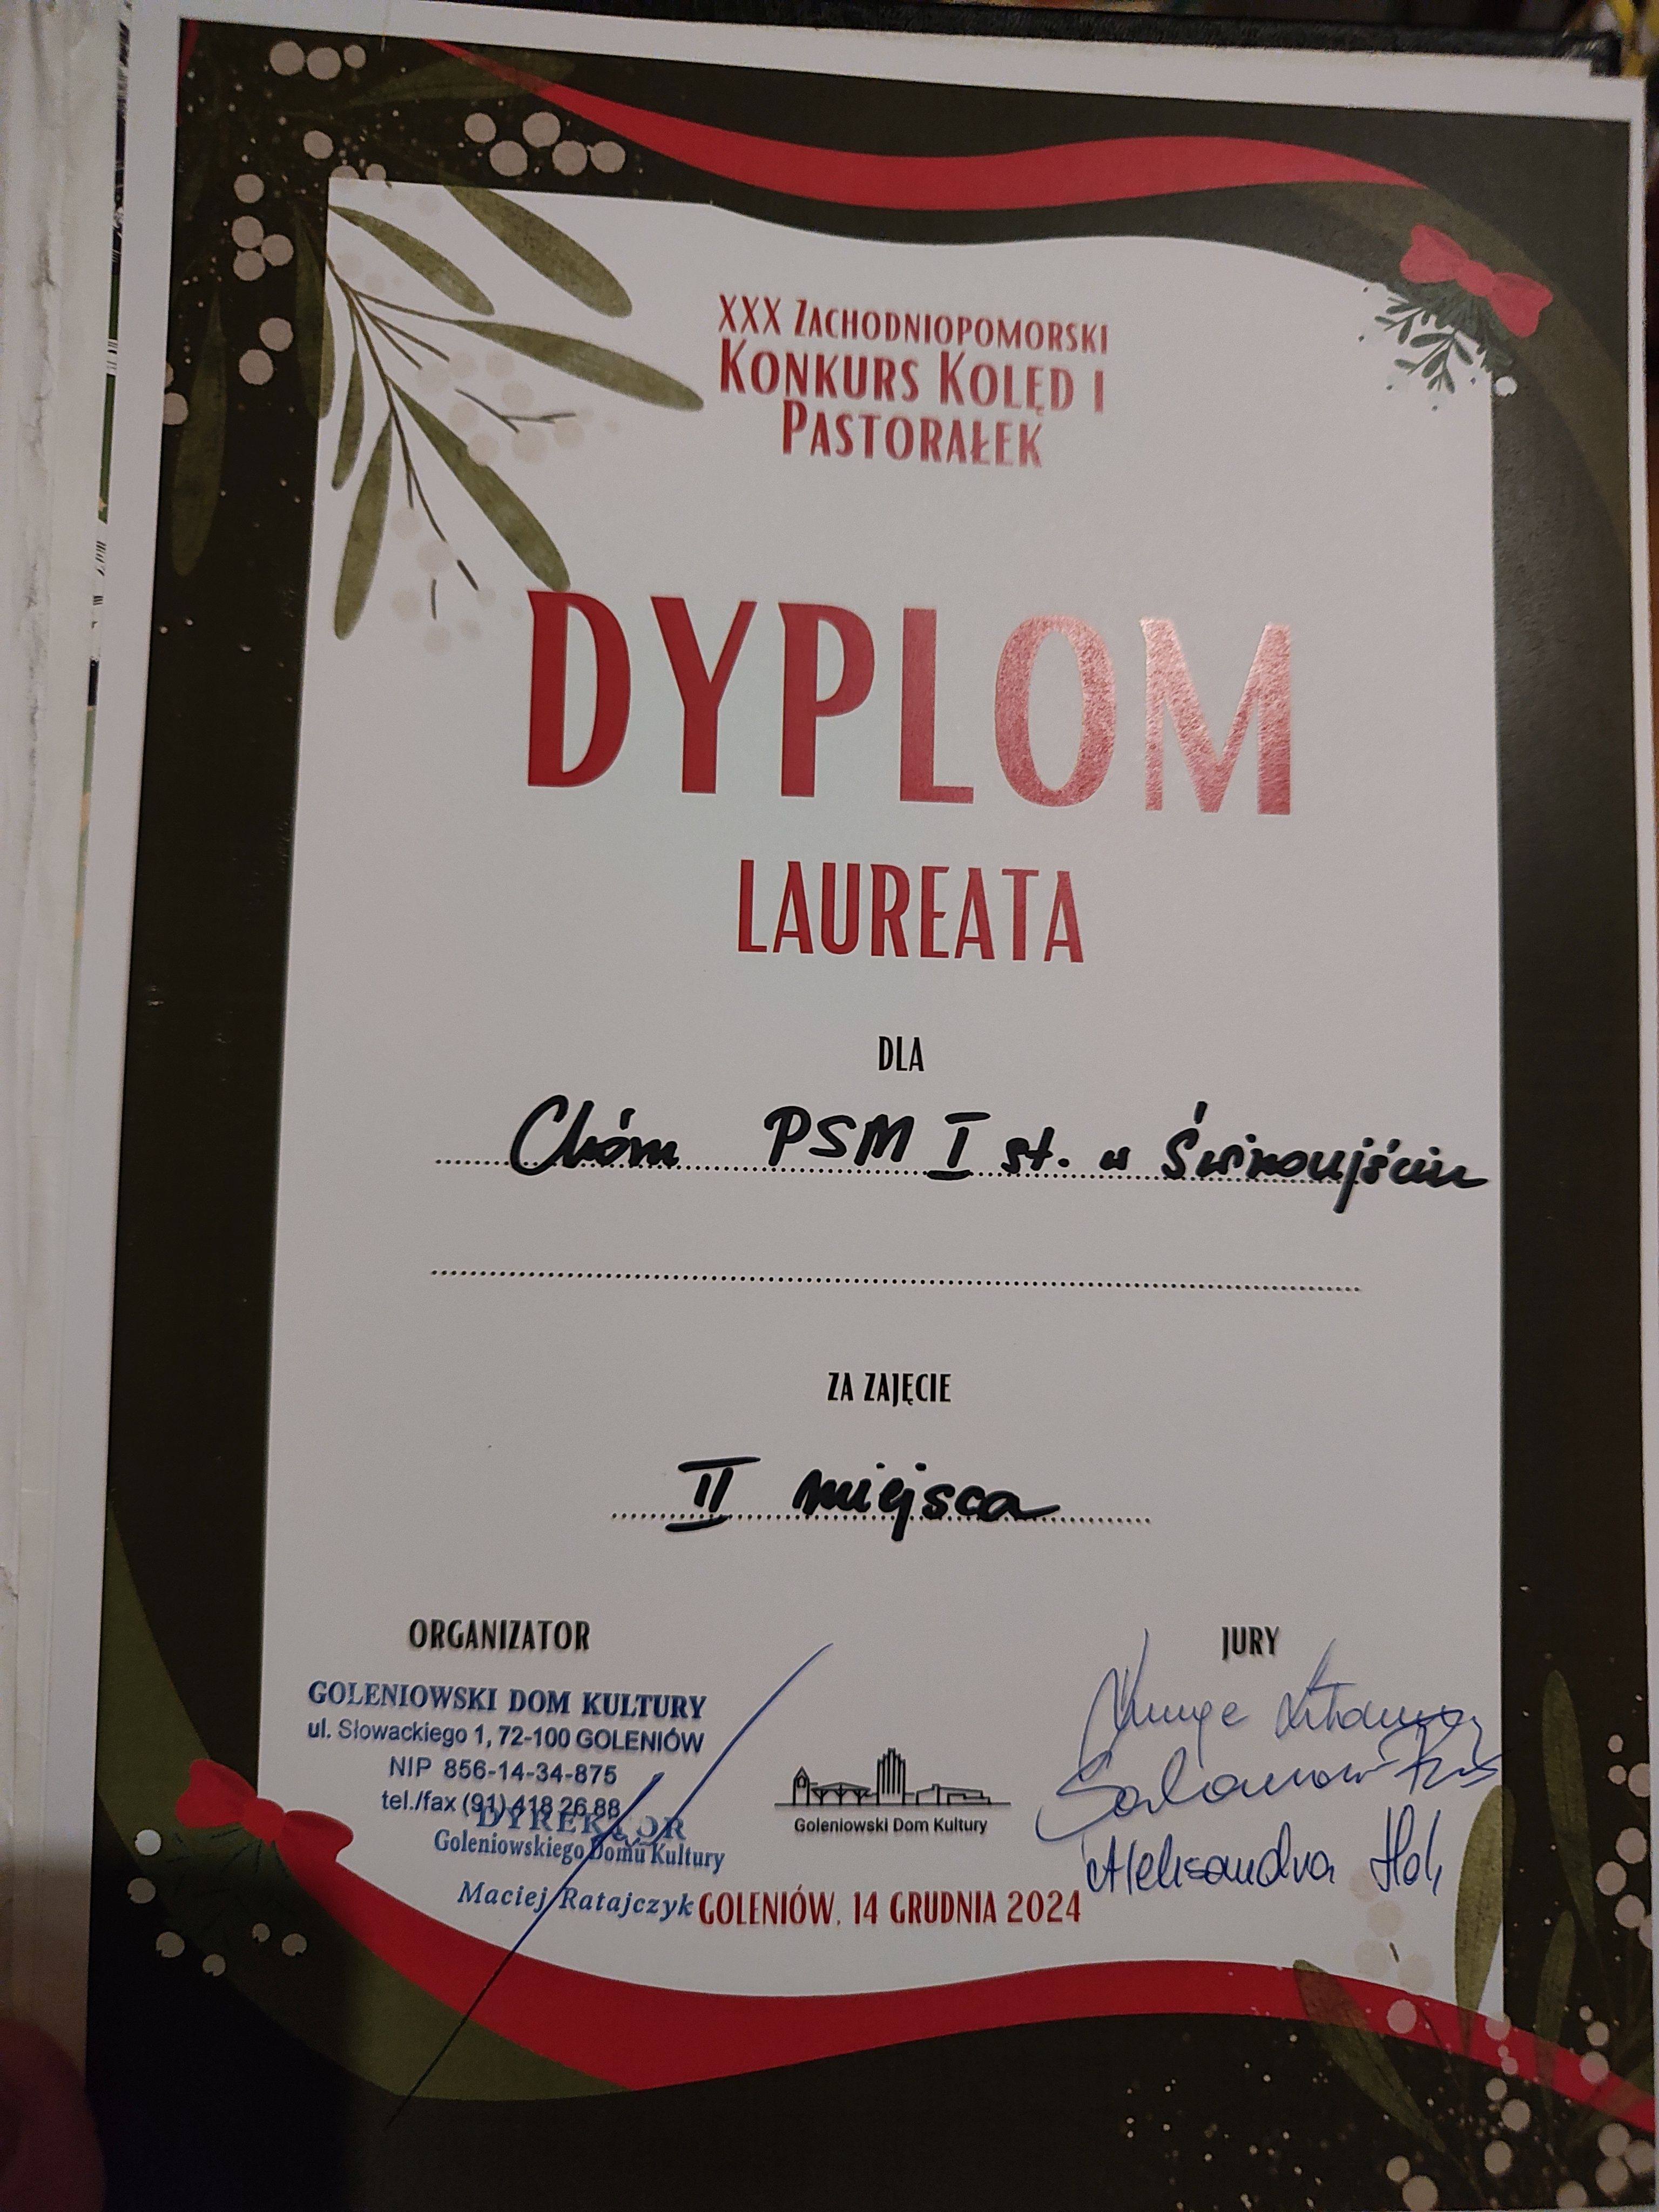 XXX ZACHODNIOPOMORSKI
KONKURS KOLĘD I
PASTORAŁEK
DYPLOM
LAUREATA
DLA
Chóru PSM I st. w Świnoujściu
ZA ZAJĘCIE
II miejsca
ORGANIZATOR
GOLENIOWSKI DOM KULTURY
ul. Słowackiego 1, 72-100 GOLENIÓW
NIP 856-14-34-875
tel./fax (91) 418 26 88
DYREKTOR
Goleniowskiego Domu Kultury
Maciej Ratajczyk
Goleniowski Dom Kultury
JURY
Aleksandra
GOLENIÓW, 14 GRUDNIA 2024